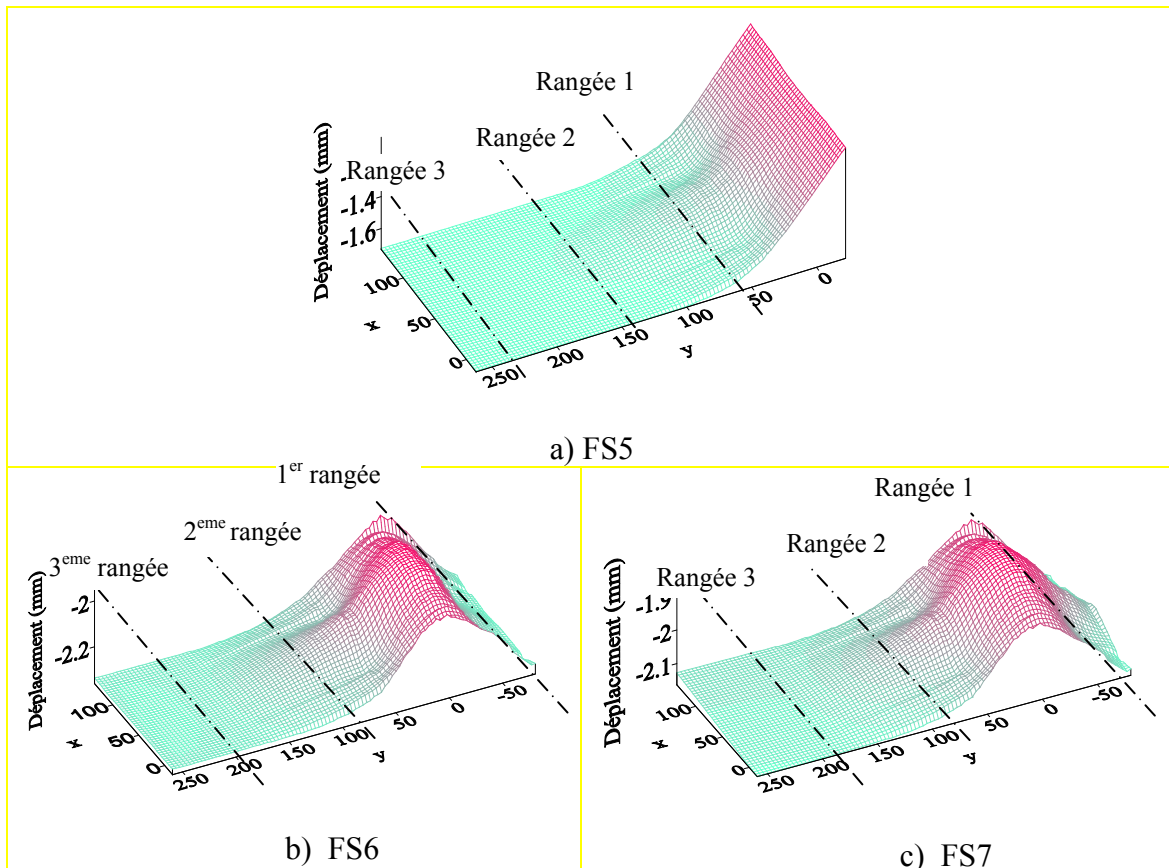 Rangée 1
Rangée 2
Rangée 3
Déplacement (mm)
-1.4
-1.6
100
50
0
x
250
200
150
100
50
0
y
a) FS5
1er rangée
2eme rangée
3eme rangée
Déplacement (mm)
-2
-2.2
100
50
0
x
250
200
150
100
50
0
-50
y
b) FS6
Rangée 1
Rangée 2
Rangée 3
Déplacement (mm)
-1.9
-2
-2.1
100
50
0
x
250
200
150
100
50
0
-50
y
c) FS7